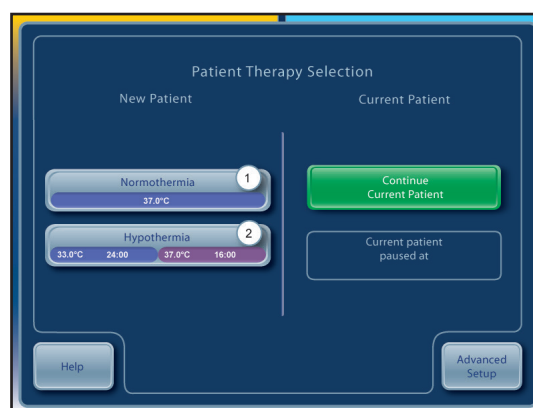 Patient Therapy Selection
New Patient
Current Patient
Normothermia
1
37.0°C
Hypothermia
2
33.0°C 24:00 37.0°C 16:00
Continue
Current Patient
Current patient
paused at
Help
Advanced
Setup